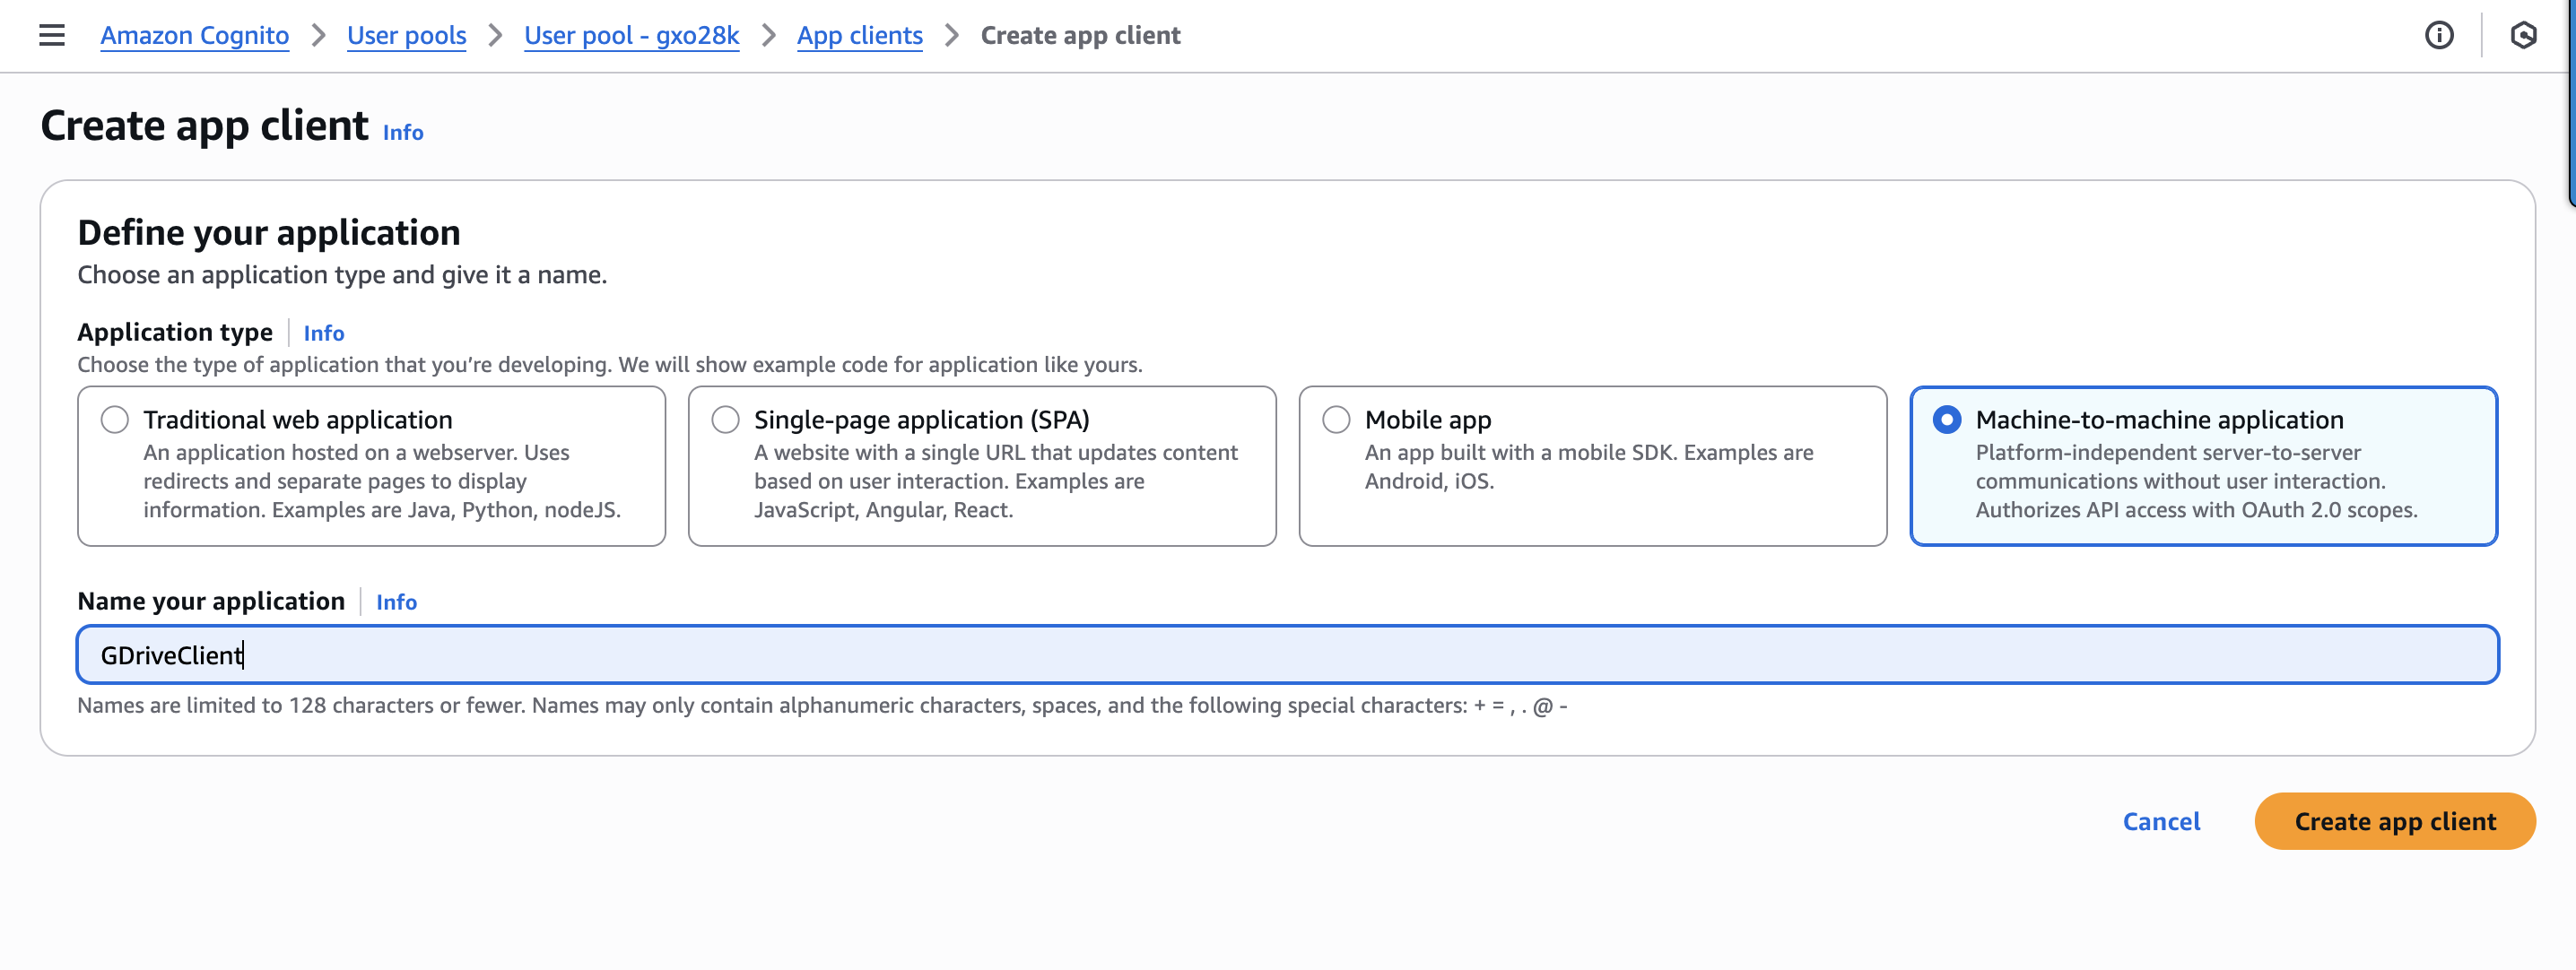 Amazon Cognito > User pools > User pool - gxo28k > App clients > Create app client
Create app client Info
Define your application
Choose an application type and give it a name.
Application type Info
Choose the type of application that you’re developing. We will show example code for application like yours.
Traditional web application
An application hosted on a webserver. Uses
redirects and separate pages to display
information. Examples are Java, Python, nodeJS.
Single-page application (SPA)
A website with a single URL that updates content
based on user interaction. Examples are
JavaScript, Angular, React.
Mobile app
An app built with a mobile SDK. Examples are
Android, iOS.
Machine-to-machine application
Platform-independent server-to-server
communications without user interaction.
Authorizes API access with OAuth 2.0 scopes.
Name your application Info
GDriveClient
Names are limited to 128 characters or fewer. Names may only contain alphanumeric characters, spaces, and the following special characters: + = , . @ -
Cancel Create app client